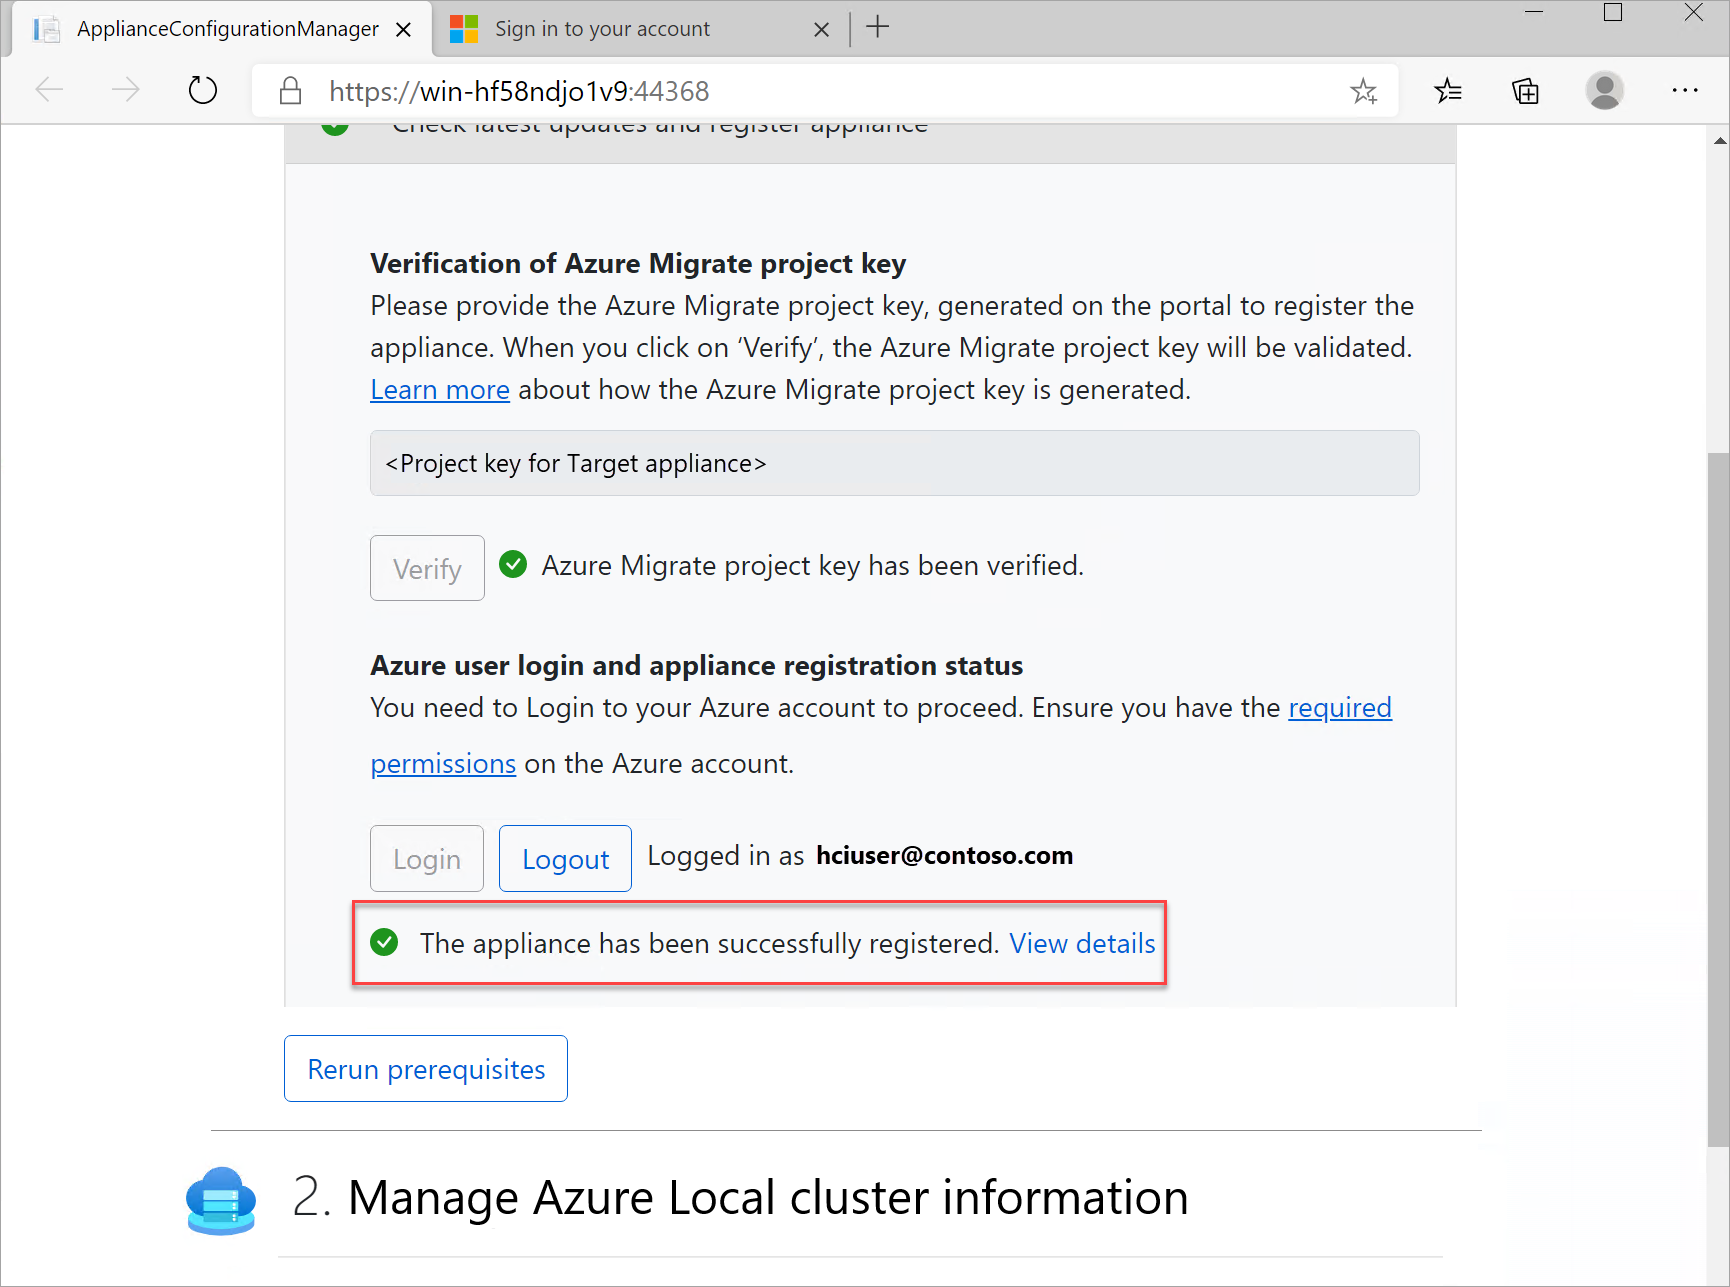 ApplianceConfigurationManager
Sign in to your account
https://win-hf58ndjo1v9:44368
Check latest updates and register appliance
Verification of Azure Migrate project key
Please provide the Azure Migrate project key, generated on the portal to register the
appliance. When you click on ‘Verify’, the Azure Migrate project key will be validated.
Learn more about how the Azure Migrate project key is generated.
<Project key for Target appliance>
Verify Azure Migrate project key has been verified.
Azure user login and appliance registration status
You need to Login to your Azure account to proceed. Ensure you have the required
permissions on the Azure account.
Login Logout Logged in as hciuser@contoso.com
The appliance has been successfully registered. View details
Rerun prerequisites
2. Manage Azure Local cluster information